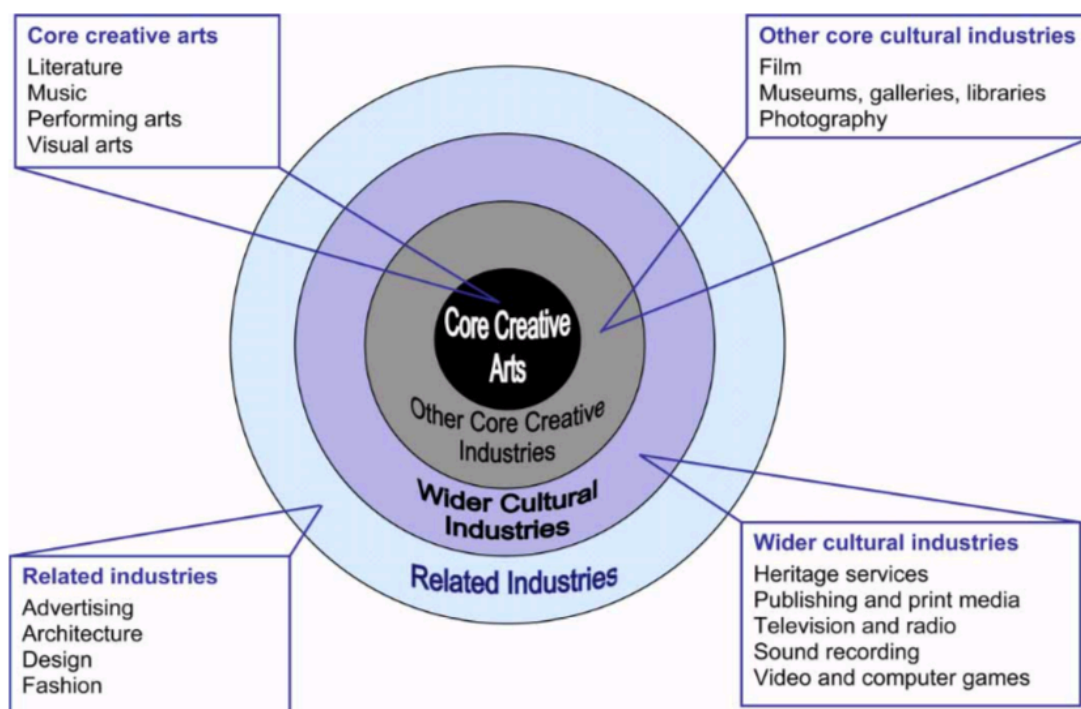 Core creative arts
Literature
Music
Performing arts
Visual arts
Other core cultural industries
Film
Museums, galleries, libraries
Photography
Core Creative
Arts
Other Core Creative
Industries
Wider Cultural
Industries
Related Industries
Related industries
Advertising
Architecture
Design
Fashion
Wider cultural industries
Heritage services
Publishing and print media
Television and radio
Sound recording
Video and computer games